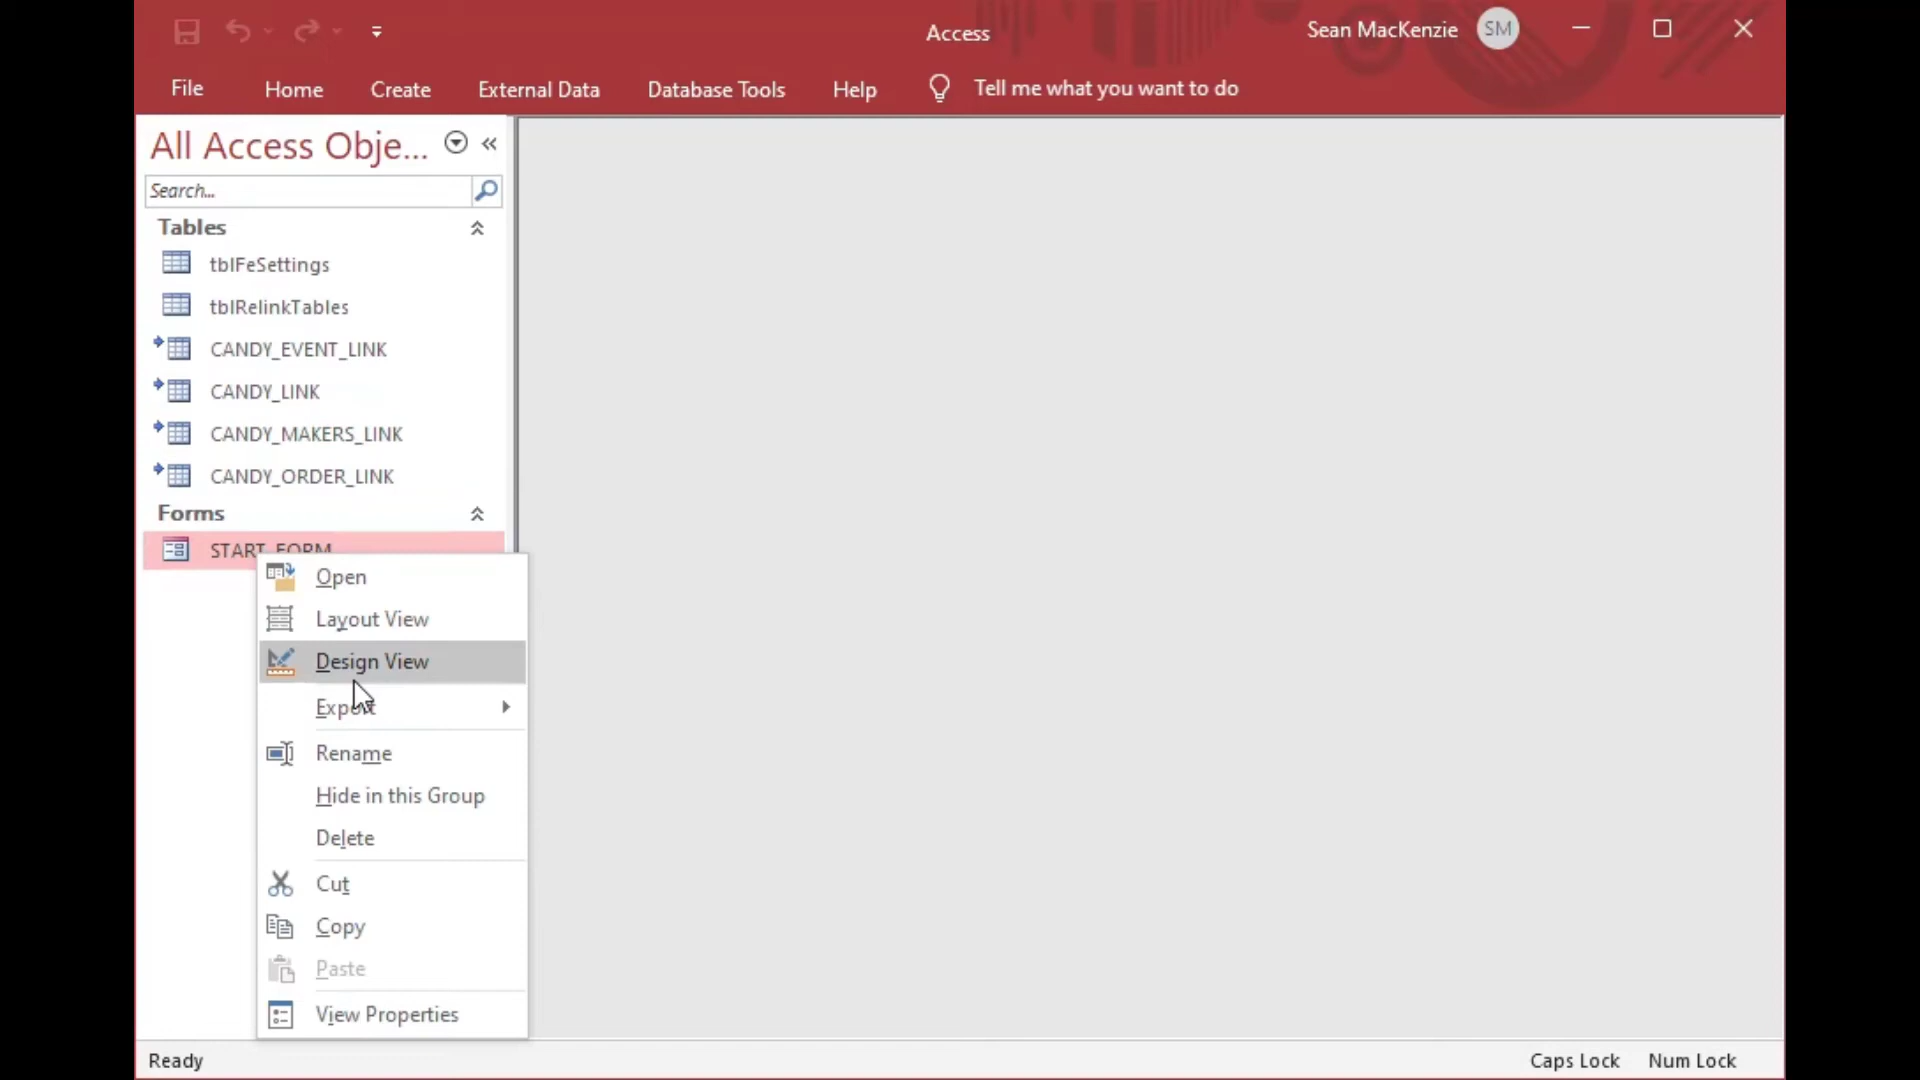 Access
Sean MacKenzie
SM
File
Home
Create
External Data
Database Tools
Help
Tell me what you want to do
All Access Obje...
Search...
Tables
tblFeSettings
tblRelinkTables
CANDY_EVENT_LINK
CANDY_LINK
CANDY_MAKERS_LINK
CANDY_ORDER_LINK
Forms
START_FORM
Open
Layout View
Design View
Export
Rename
Hide in this Group
Delete
Cut
Copy
Paste
View Properties
Ready
Caps Lock
Num Lock